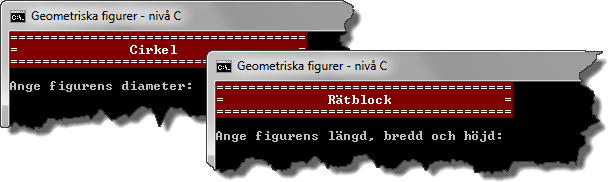 Geometriska figurer - nivå C
====================================
=              Cirkel              =
====================================
Ange figurens diameter:
Geometriska figurer - nivå C
====================================
=             Rätblock             =
====================================
Ange figurens längd, bredd och höjd: